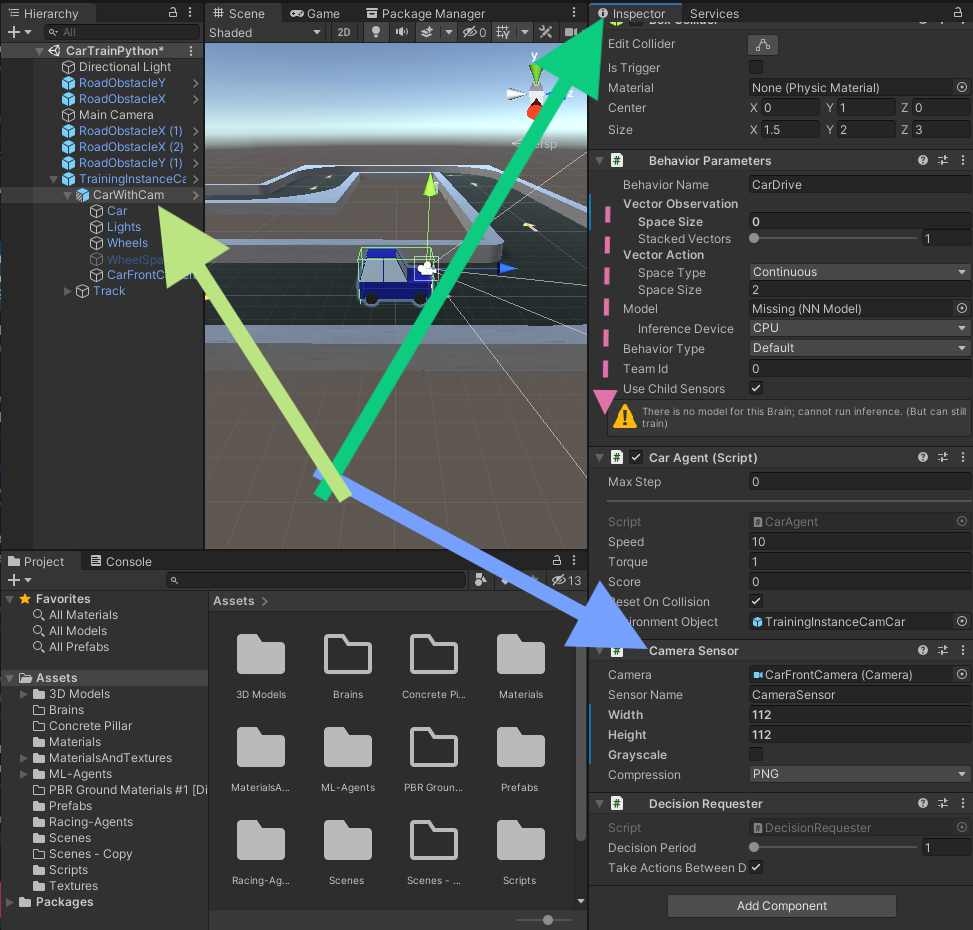 Hierarchy
All
CarTrainPython*
Directional Light
RoadObstacleY
RoadObstacleX
Main Camera
RoadObstacleX (1)
RoadObstacleX (2)
RoadObstacleY (1)
TrainingInstanceCa
CarWithCam
Car
Lights
Wheels
WheelSpa
CarFrontC
Track
Scene
Game
Package Manager
Shaded
2D
0
y
z
Persp
Inspector
Services
Box Collider
Edit Collider
Is Trigger
Material
None (Physic Material)
Center X 0 Y 1 Z 0
Size X 1.5 Y 2 Z 3
# Behavior Parameters
Behavior Name CarDrive
Vector Observation
Space Size 0
Stacked Vectors 1
Vector Action
Space Type Continuous
Space Size 2
Model Missing (NN Model)
Inference Device CPU
Behavior Type Default
Team Id 0
Use Child Sensors
There is no model for this Brain; cannot run inference. (But can still
train)
# Car Agent (Script)
Max Step 0
Script # CarAgent
Speed 10
Torque 1
Score 0
Reset On Collision
ironment Object TrainingInstanceCamCar
# Camera Sensor
Camera CarFrontCamera (Camera)
Sensor Name CameraSensor
Width 112
Height 112
Grayscale
Compression PNG
# Decision Requester
Script # DecisionRequester
Decision Period 1
Take Actions Between D
Add Component
Project
Console
13
Favorites
All Materials
All Models
All Prefabs
Assets
3D Models
Brains
Concrete Pillar
Materials
MaterialsAndTextures
ML-Agents
PBR Ground Materials #1 [Di
Prefabs
Racing-Agents
Scenes
Scenes - Copy
Scripts
Textures
Packages
Assets >
3D Models
Brains
Concrete Pi...
Materials
MaterialsA...
ML-Agents
PBR Groun...
Prefabs
Racing-Ag...
Scenes
Scenes - ...
Scripts